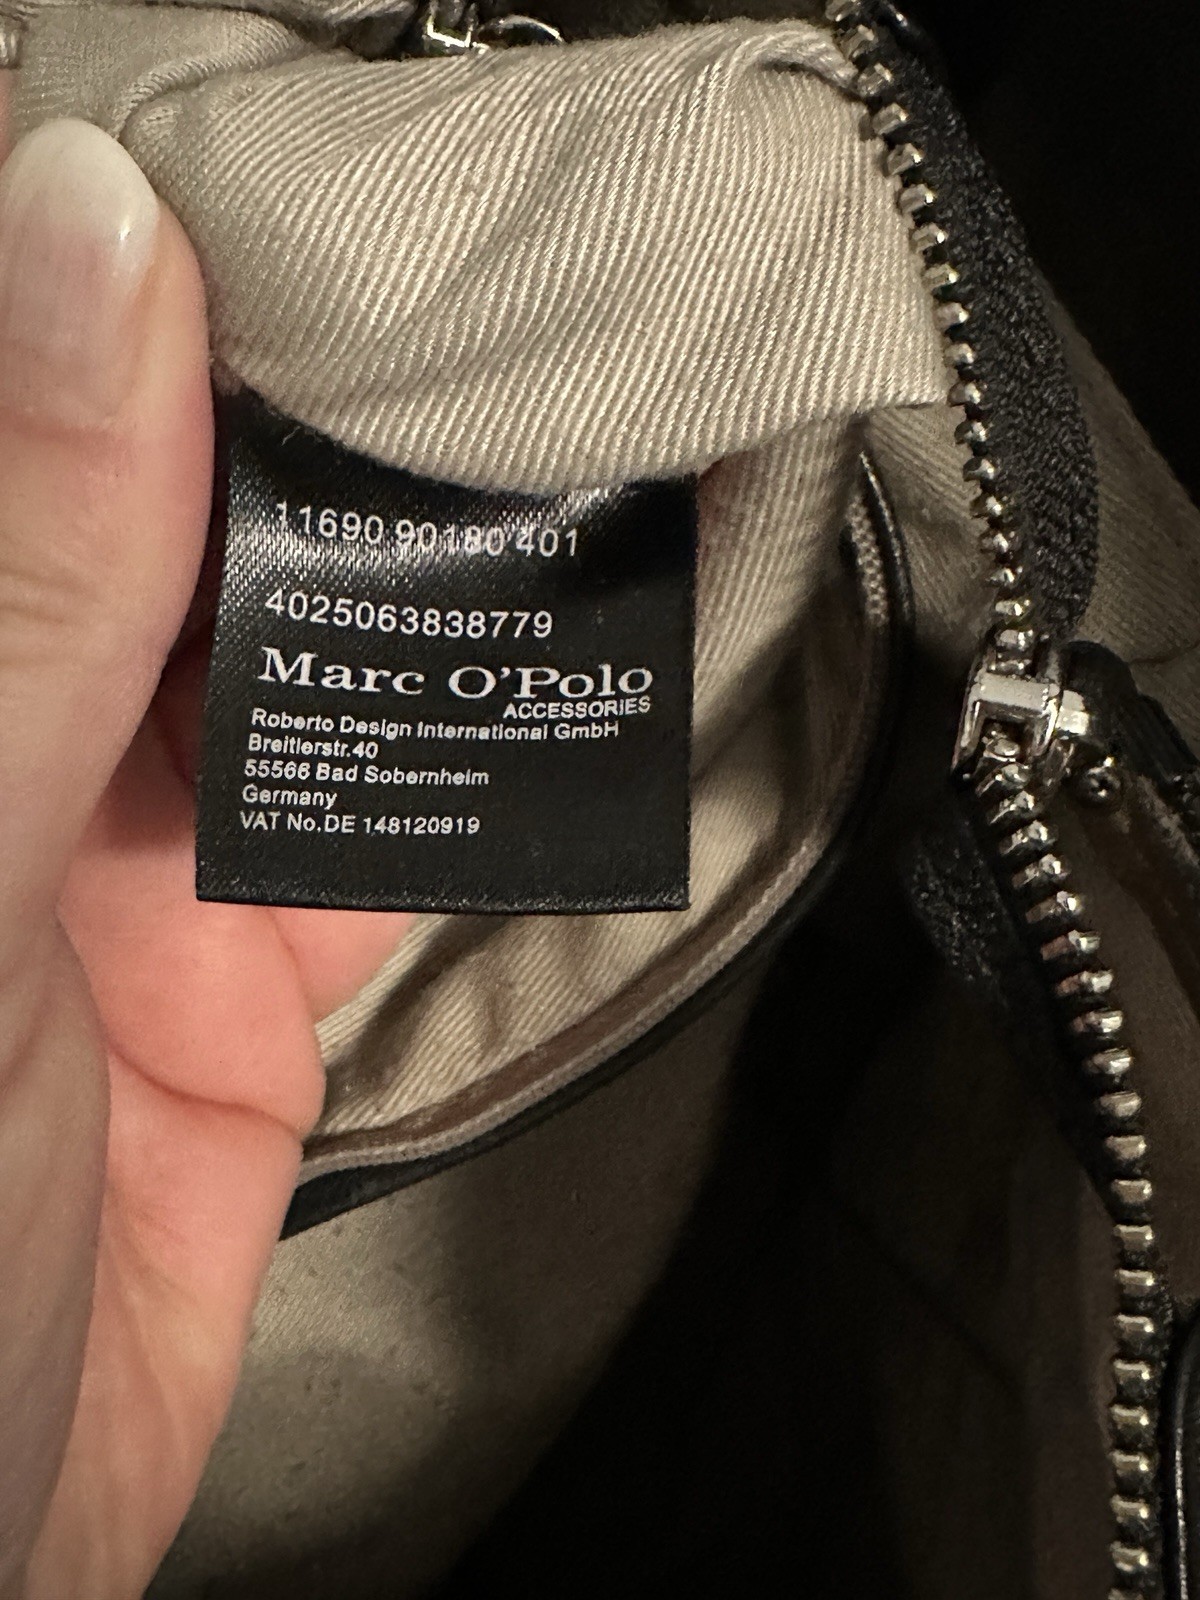 11690 90180 401
4025063838779
Marc O'Polo
ACCESSORIES
Roberto Design International GmbH
Breitlerstr.40
55566 Bad Sobernheim
Germany
VAT No.DE 148120919